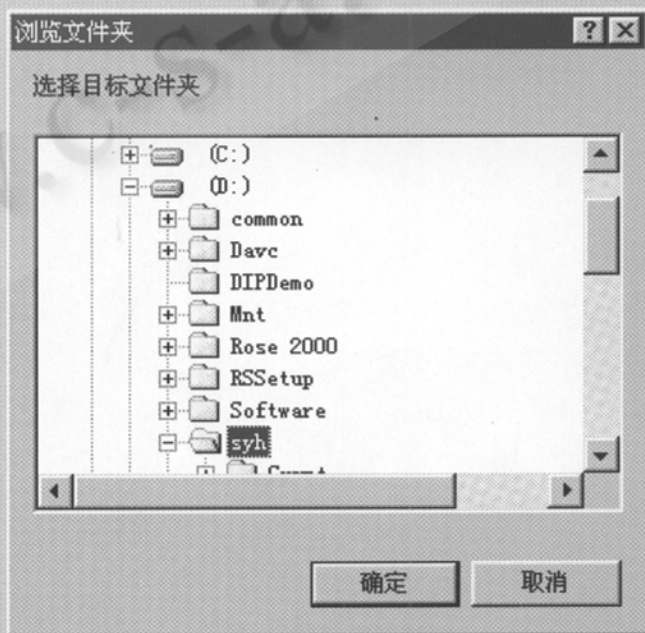 浏览文件夹
选择目标文件夹
(C:)
(D:)
common
Davc
DIPDemo
Mnt
Rose 2000
RSSetup
Software
syh
确定
取消